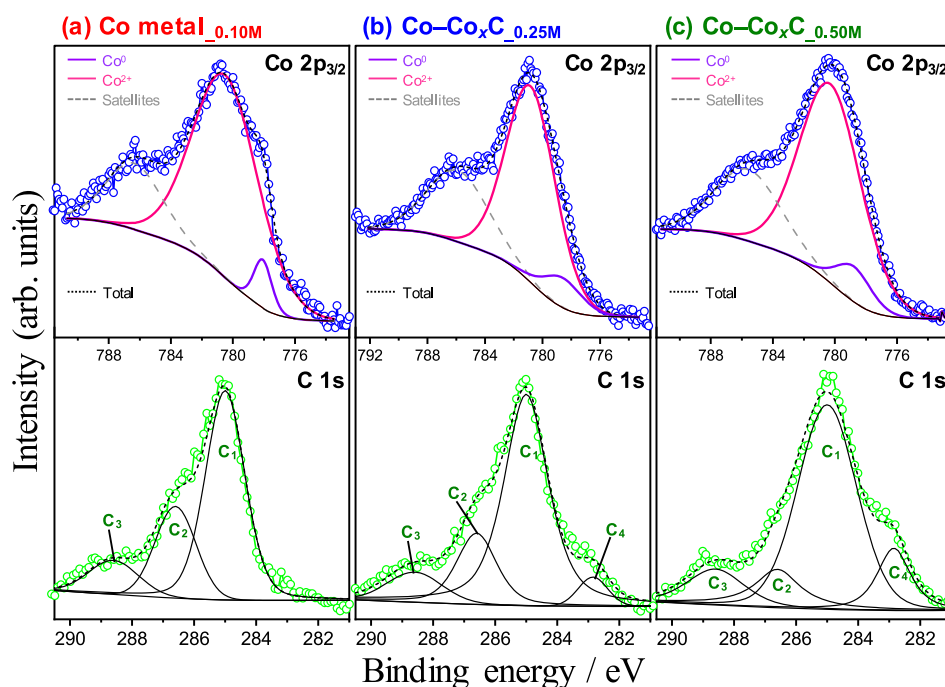 (a) Co metal_0.10M
(b) Co–CoxC_0.25M
(c) Co–CoxC_0.50M
Co⁰
Co²⁺
Satellites
Co 2p3/2
Total
788 784 780 776
Co⁰
Co²⁺
Satellites
Co 2p3/2
Total
792 788 784 780 776
Co⁰
Co²⁺
Satellites
Co 2p3/2
Total
788 784 780 776
Intensity (arb. units)
C 1s
C1
C2
C3
290 288 286 284 282
C 1s
C1
C2
C3
C4
290 288 286 284 282
C 1s
C1
C2
C3
C4
290 288 286 284 282
Binding energy / eV